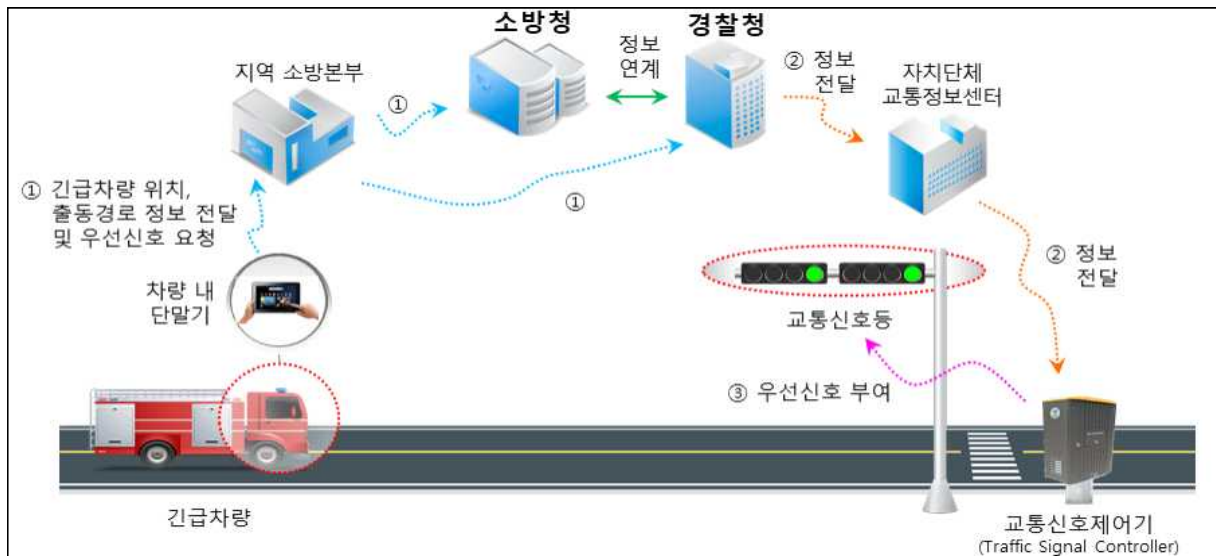 소방청
경찰청
정보
연계
② 정보
전달
지역 소방본부
자치단체
교통정보센터
①
①
① 긴급차량 위치,
출동경로 정보 전달
및 우선신호 요청
② 정보
전달
차량 내
단말기
교통신호등
③ 우선신호 부여
긴급차량
교통신호제어기
(Traffic Signal Controller)